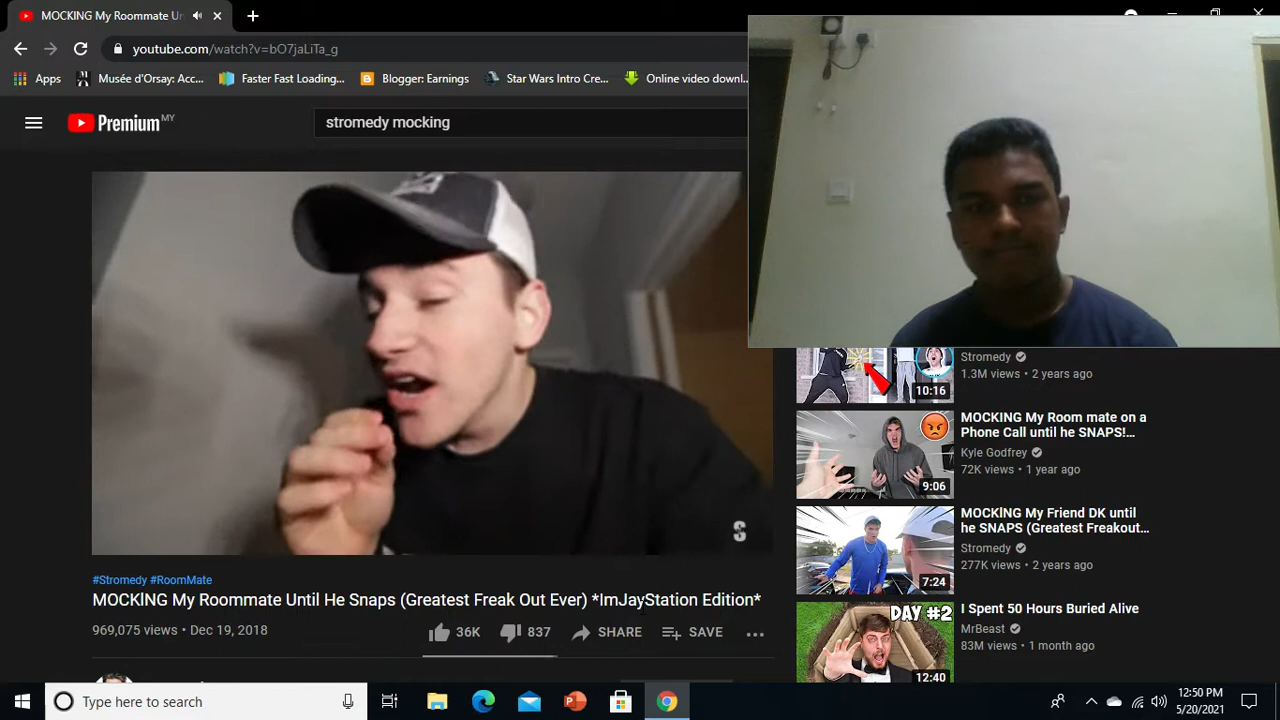 MOCKING My Roommate Un
youtube.com/watch?v=bO7jaLiTa_g
Apps Musée d'Orsay: Acc... Faster Fast Loading... Blogger: Earnings Star Wars Intro Cre... Online video downl...
Premium MY
stromedy mocking
S
#Stromedy #RoomMate
MOCKING My Roommate Until He Snaps (Greatest Freak Out Ever) *ImJayStation Edition*
969,075 views • Dec 19, 2018
36K 837 SHARE SAVE
Stromedy
1.3M views • 2 years ago
10:16
MOCKING My Room mate on a
Phone Call until he SNAPS!...
Kyle Godfrey
72K views • 1 year ago
9:06
MOCKING My Friend DK until
he SNAPS (Greatest Freakout...
Stromedy
277K views • 2 years ago
7:24
DAY #2
I Spent 50 Hours Buried Alive
MrBeast
83M views • 1 month ago
12:40
Type here to search
12:50 PM
5/20/2021